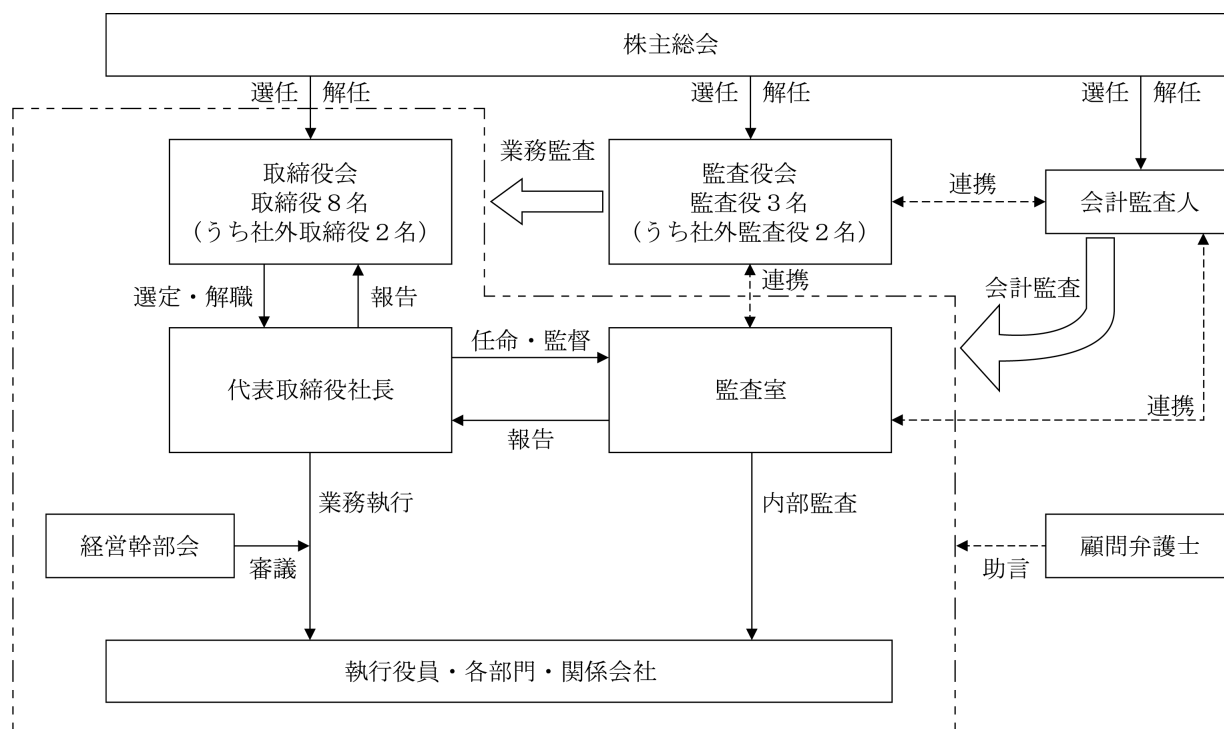 株主総会
選任
解任
選任
解任
選任
解任
取締役会
取締役8名
(うち社外取締役2名)
業務監査
監査役会
監査役3名
(うち社外監査役2名)
連携
会計監査人
選定・解職
報告
連携
会計監査
代表取締役社長
任命・監督
報告
監査室
連携
業務執行
内部監査
経営幹部会
審議
顧問弁護士
助言
執行役員・各部門・関係会社